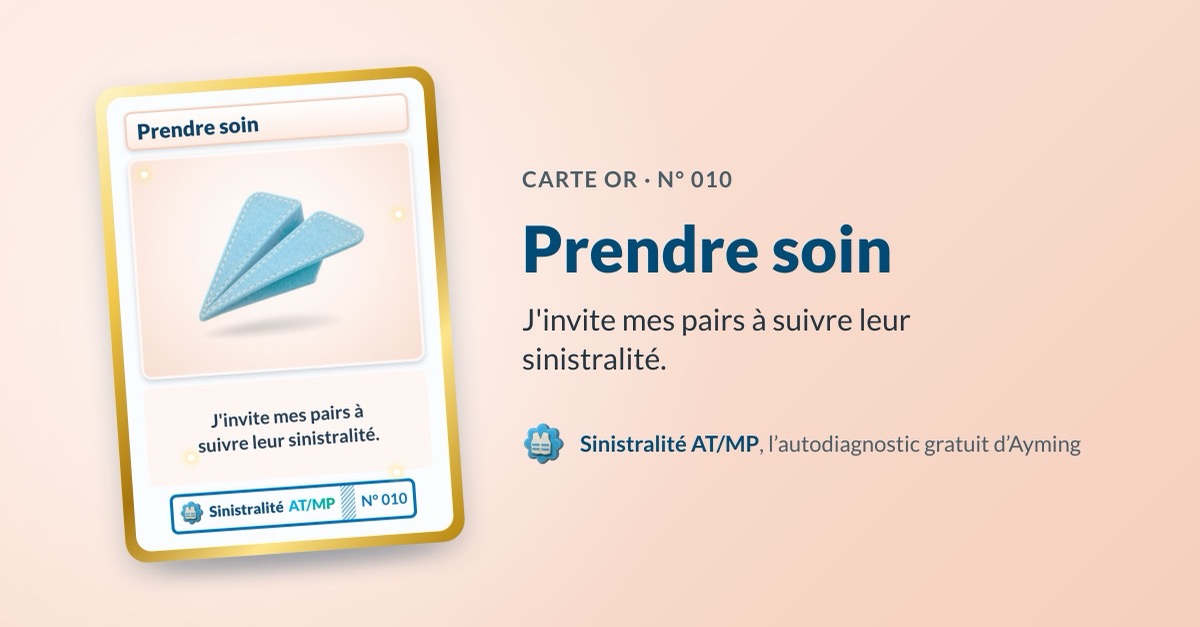 Prendre soin
J'invite mes pairs à
suivre leur sinistralité.
Sinistralité AT/MP N° 010
CARTE OR · N° 010
Prendre soin
J'invite mes pairs à suivre leur
sinistralité.
Sinistralité AT/MP, l’autodiagnostic gratuit d’Ayming